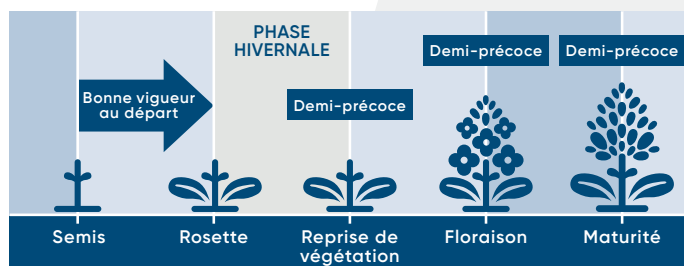 PHASE
HIVERNALE
Demi-précoce
Demi-précoce
Bonne vigueur
au départ
Demi-précoce
Semis
Rosette
Reprise de
végétation
Floraison
Maturité